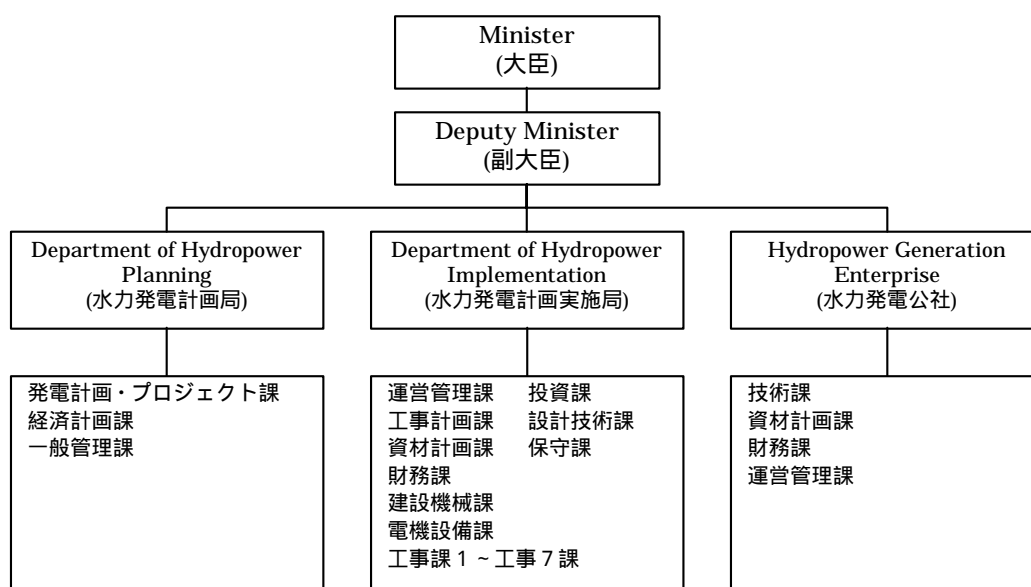 Minister
(大臣)
Deputy Minister
(副大臣)
Department of Hydropower
Planning
(水力発電計画局)
Department of Hydropower
Implementation
(水力発電計画実施局)
Hydropower Generation
Enterprise
(水力発電公社)
発電計画・プロジェクト課
経済計画課
一般管理課
運営管理課 投資課
工事計画課 設計技術課
資材計画課 保守課
財務課
建設機械課
電機設備課
工事課1~工事7課
技術課
資材計画課
財務課
運営管理課